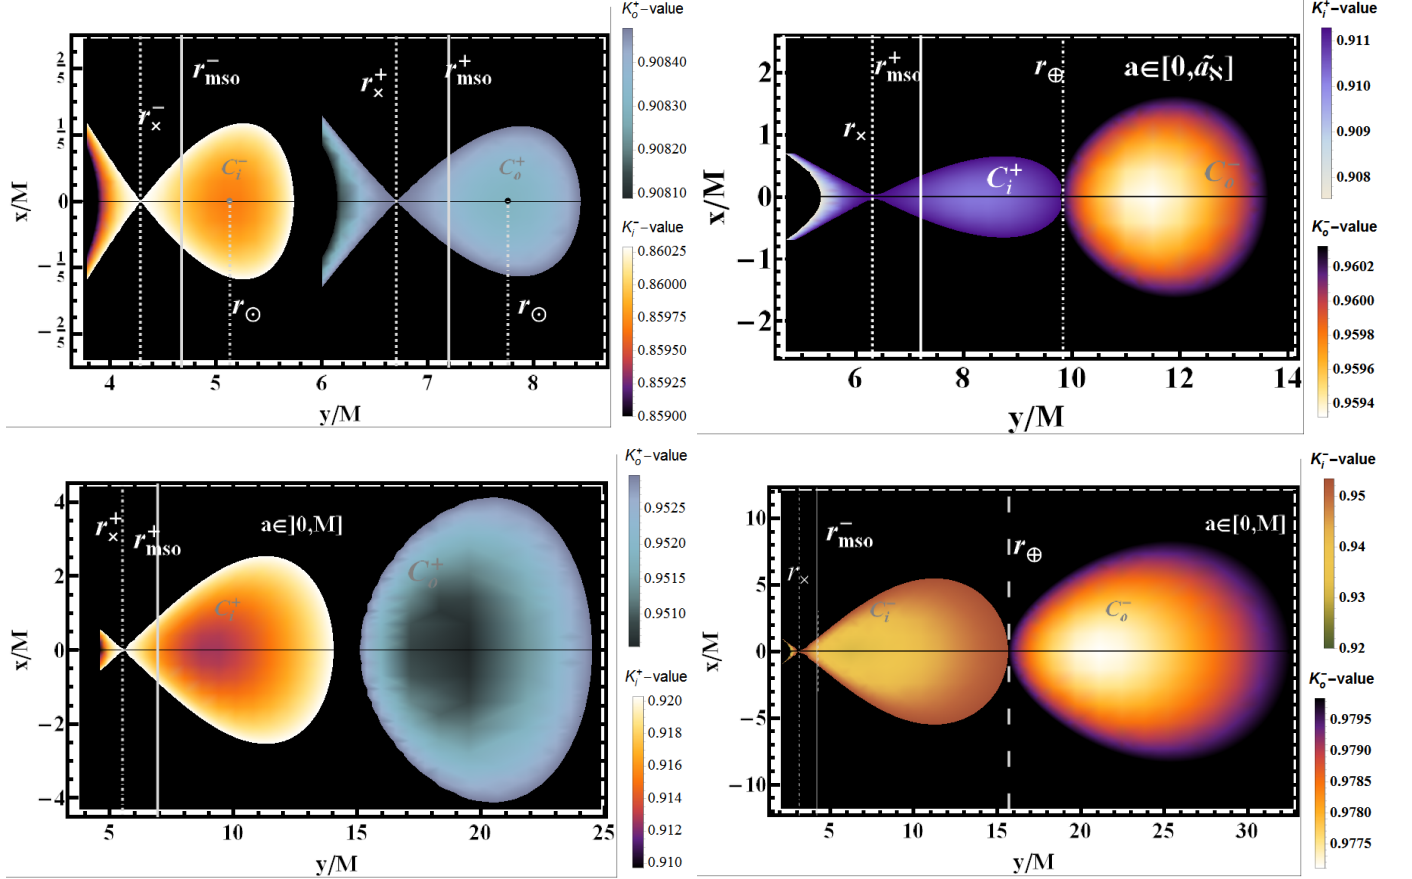 K_o^+–value
0.90840
0.90830
0.90820
0.90810
K_i^-–value
0.86025
0.86000
0.85975
0.85950
0.85925
0.85900
r_mso^-
r_×^-
r_×^+
r_mso^+
C_i^-
C_o^+
r_⊙
r_⊙
x/M
2/5
1/5
0
−1/5
−2/5
4 5 6 7 8
y/M
K_i^+–value
0.911
0.910
0.909
0.908
K_o^-–value
0.9602
0.9600
0.9598
0.9596
0.9594
r_mso^+
r_⊕
r_×
C_i^+
C_o^-
x/M
2
1
0
−1
−2
6 8 10 12 14
y/M
K_o^+–value
0.9525
0.9520
0.9515
0.9510
K_i^+–value
0.920
0.918
0.916
0.914
0.912
0.910
r_×^+
r_mso^+
a∈]0,M]
C_i^+
C_o^+
x/M
4
2
0
−2
−4
5 10 15 20 25
y/M
K_i^-–value
0.95
0.94
0.93
0.92
K_o^-–value
0.9795
0.9790
0.9785
0.9780
0.9775
r_mso^-
a∈[0,M]
r_⊕
r_×
C_i^-
C_o^-
x/M
10
5
0
−5
−10
5 10 15 20 25 30
y/M